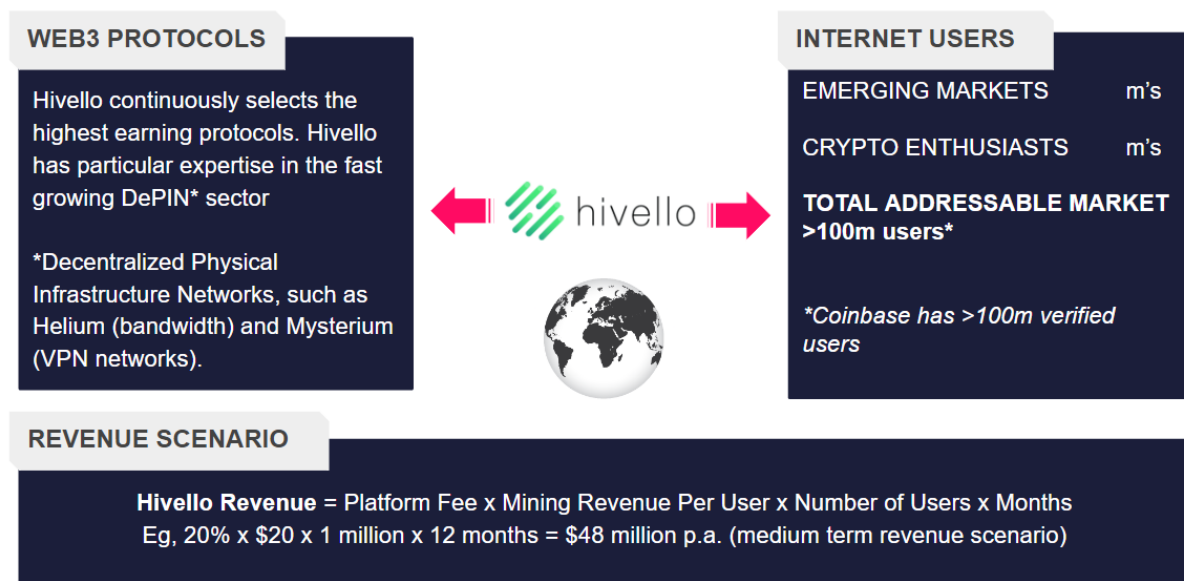 WEB3 PROTOCOLS
Hivello continuously selects the
highest earning protocols. Hivello
has particular expertise in the fast
growing DePIN* sector
*Decentralized Physical
Infrastructure Networks, such as
Helium (bandwidth) and Mysterium
(VPN networks).
hivello
INTERNET USERS
EMERGING MARKETS m’s
CRYPTO ENTHUSIASTS m’s
TOTAL ADDRESSABLE MARKET
>100m users*
*Coinbase has >100m verified
users
REVENUE SCENARIO
Hivello Revenue = Platform Fee x Mining Revenue Per User x Number of Users x Months
Eg, 20% x $20 x 1 million x 12 months = $48 million p.a. (medium term revenue scenario)